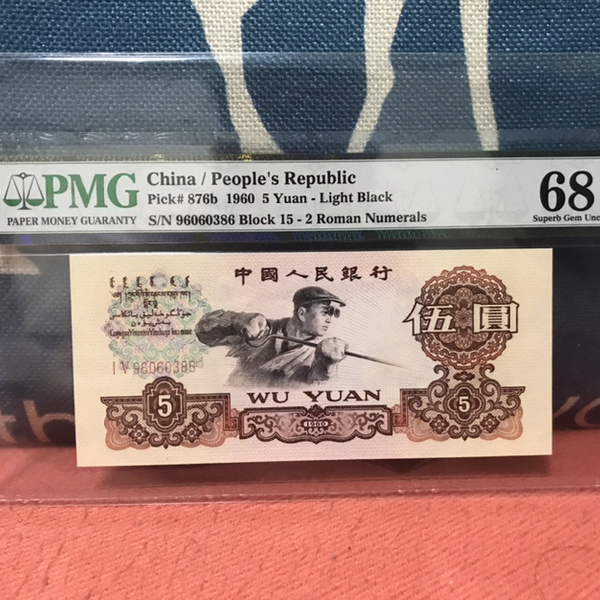 PMG
PAPER MONEY GUARANTY
China / People's Republic
Pick# 876b 1960 5 Yuan - Light Black
S/N 96060386 Block 15 - 2 Roman Numerals
68
Superb Gem Unc
中國人民銀行
伍圓
I V 96060386
WU YUAN
5
1960
5